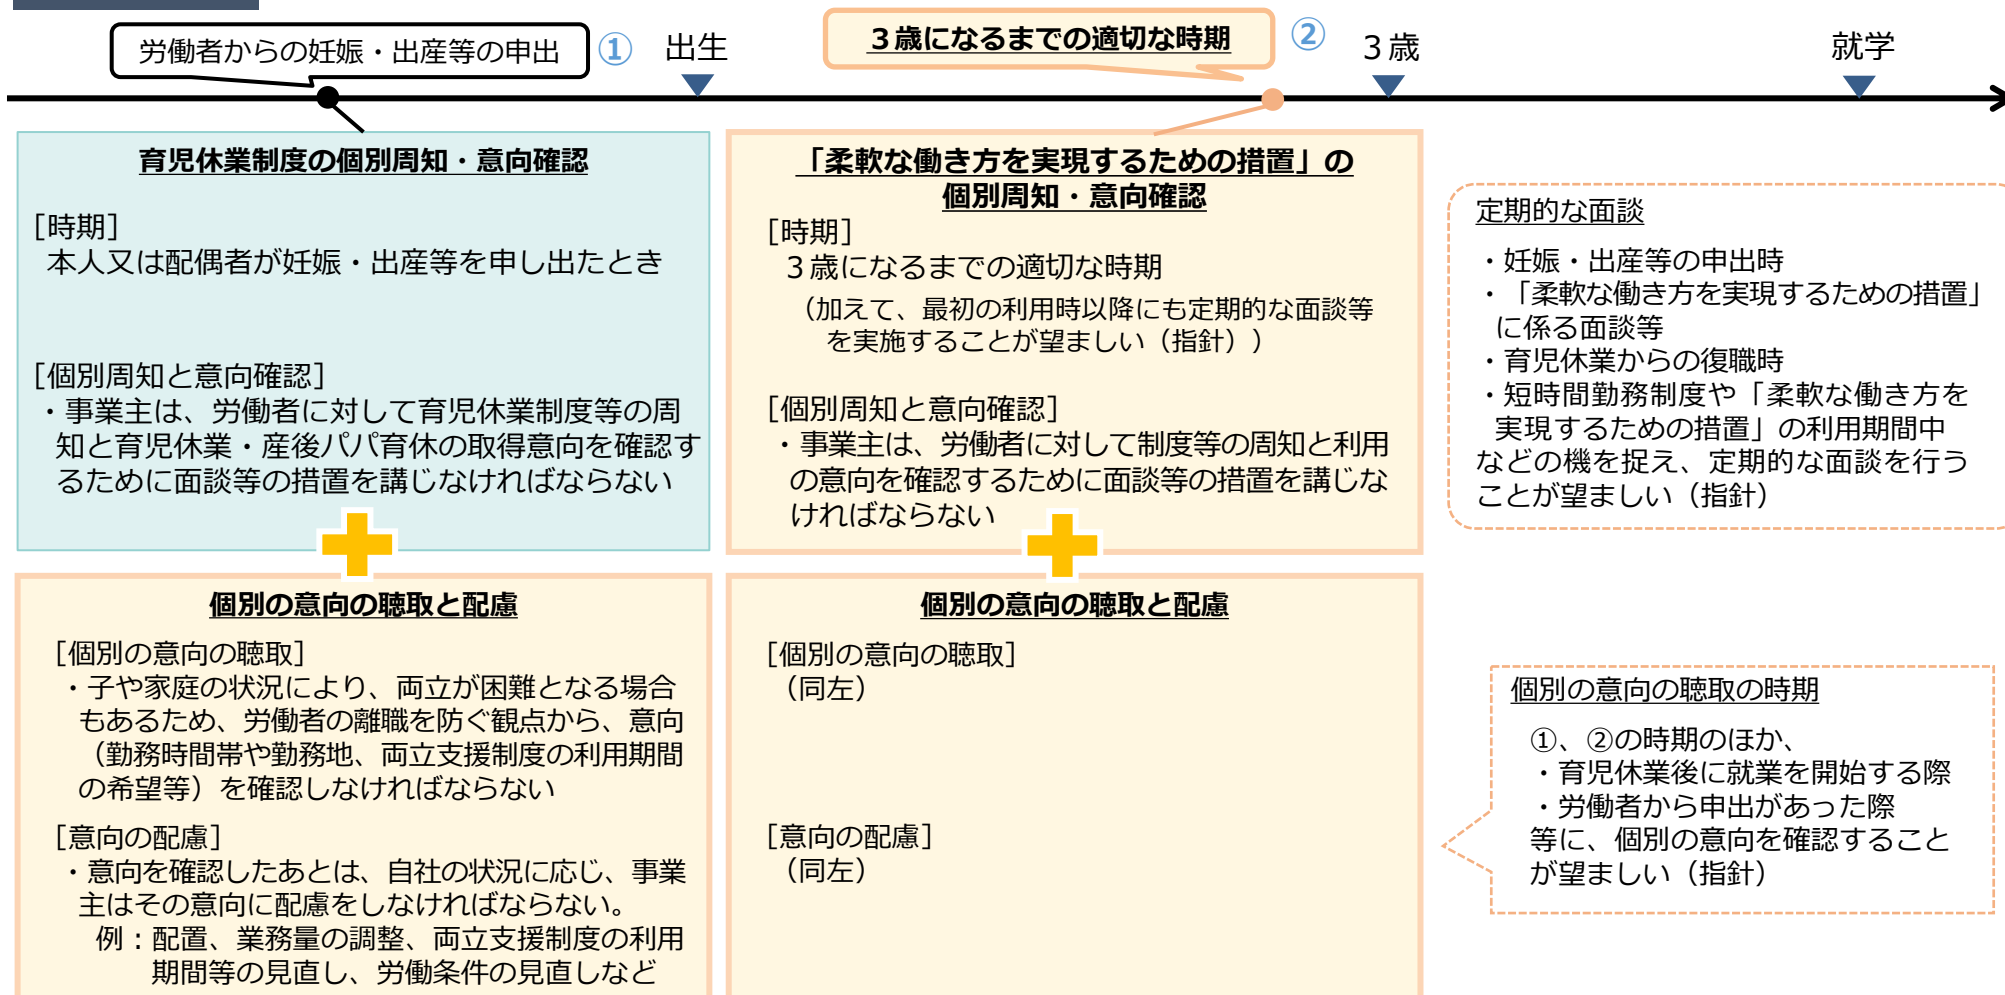 労働者からの妊娠・出産等の申出
①
出生
３歳になるまでの適切な時期
②
３歳
就学
育児休業制度の個別周知・意向確認
［時期］
本人又は配偶者が妊娠・出産等を申し出たとき
［個別周知と意向確認］
・事業主は、労働者に対して育児休業制度等の周
知と育児休業・産後パパ育休の取得意向を確認す
るために面談等の措置を講じなければならない
「柔軟な働き方を実現するための措置」の
個別周知・意向確認
［時期］
３歳になるまでの適切な時期
（加えて、最初の利用時以降にも定期的な面談等
を実施することが望ましい（指針））
［個別周知と意向確認］
・事業主は、労働者に対して制度等の周知と利用
の意向を確認するために面談等の措置を講じな
ければならない
定期的な面談
・妊娠・出産等の申出時
・「柔軟な働き方を実現するための措置」
に係る面談等
・育児休業からの復職時
・短時間勤務制度や「柔軟な働き方を
実現するための措置」の利用期間中
などの機を捉え、定期的な面談を行う
ことが望ましい（指針）
個別の意向の聴取と配慮
［個別の意向の聴取］
・子や家庭の状況により、両立が困難となる場合
もあるため、労働者の離職を防ぐ観点から、意向
（勤務時間帯や勤務地、両立支援制度の利用期間
の希望等）を確認しなければならない
［意向の配慮］
・意向を確認したあとは、自社の状況に応じ、事業
主はその意向に配慮をしなければならない。
例：配置、業務量の調整、両立支援制度の利用
期間等の見直し、労働条件の見直しなど
個別の意向の聴取と配慮
［個別の意向の聴取］
（同左）
［意向の配慮］
（同左）
個別の意向の聴取の時期
①、②の時期のほか、
・育児休業後に就業を開始する際
・労働者から申出があった際
等に、個別の意向を確認すること
が望ましい（指針）